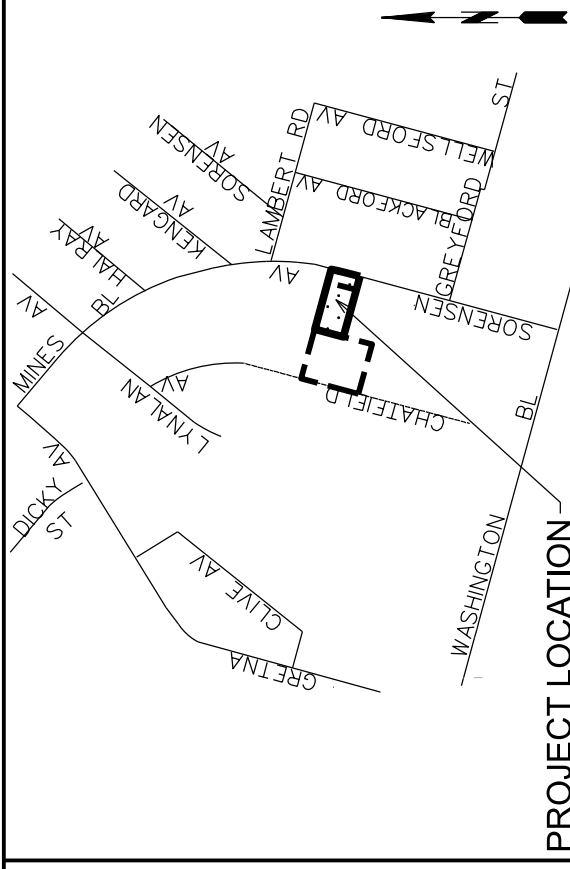 MINES BL
AV
DICKY ST
AV
HALRAY AV
KENGARD AV
SORENSEN AV
LAMBERT RD
WELLSFORD AV
BLACKFORD AV
GREYFORD ST
SORENSEN AV
LYNALAN AV
CHATFIELD
CLIVE AV
GRETNA
WASHINGTON BL
PROJECT LOCATION
N